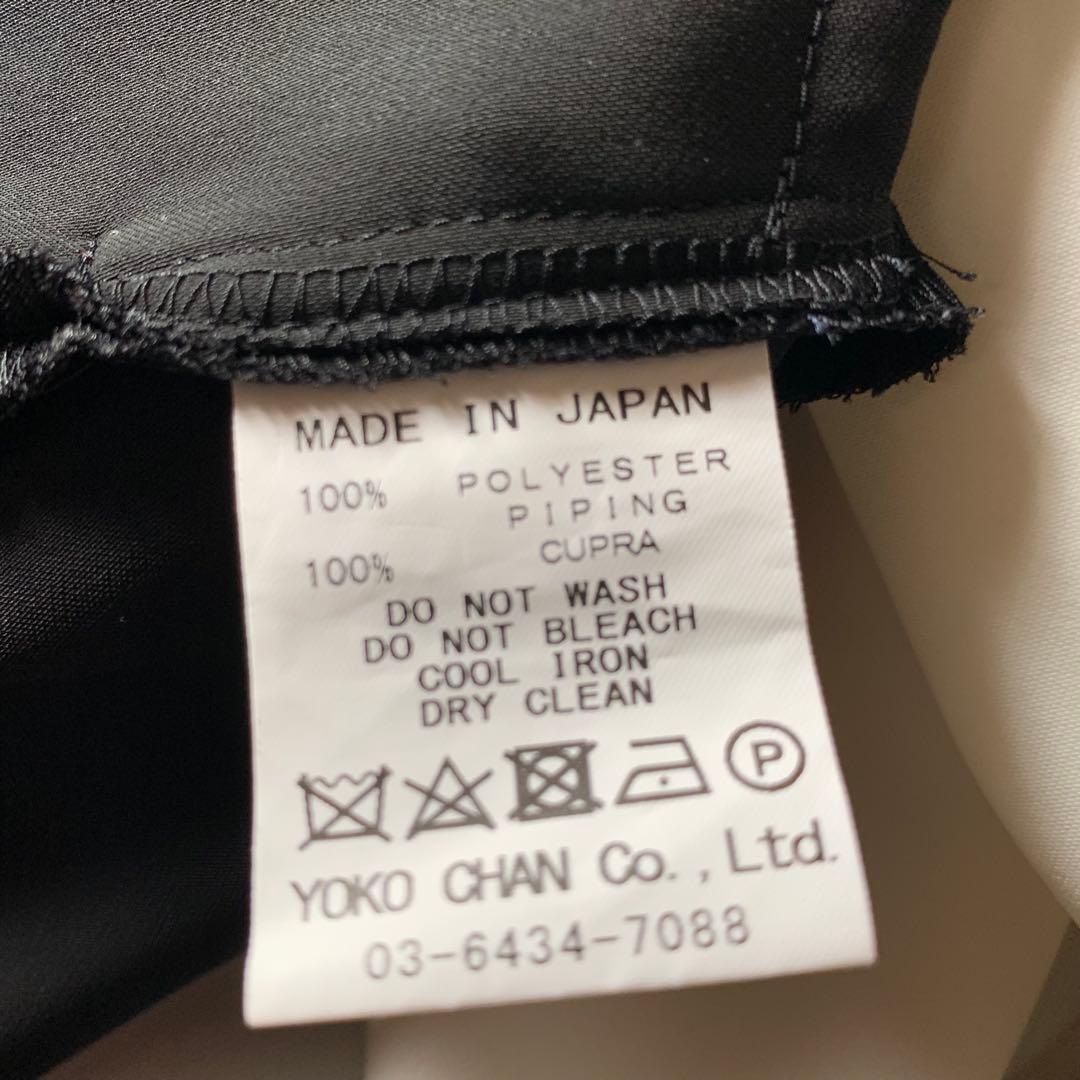 MADE IN JAPAN
100% POLYESTER
PIPING
100% CUPRA
DO NOT WASH
DO NOT BLEACH
COOL IRON
DRY CLEAN
P
YOKO CHAN Co., Ltd.
03-6434-7088